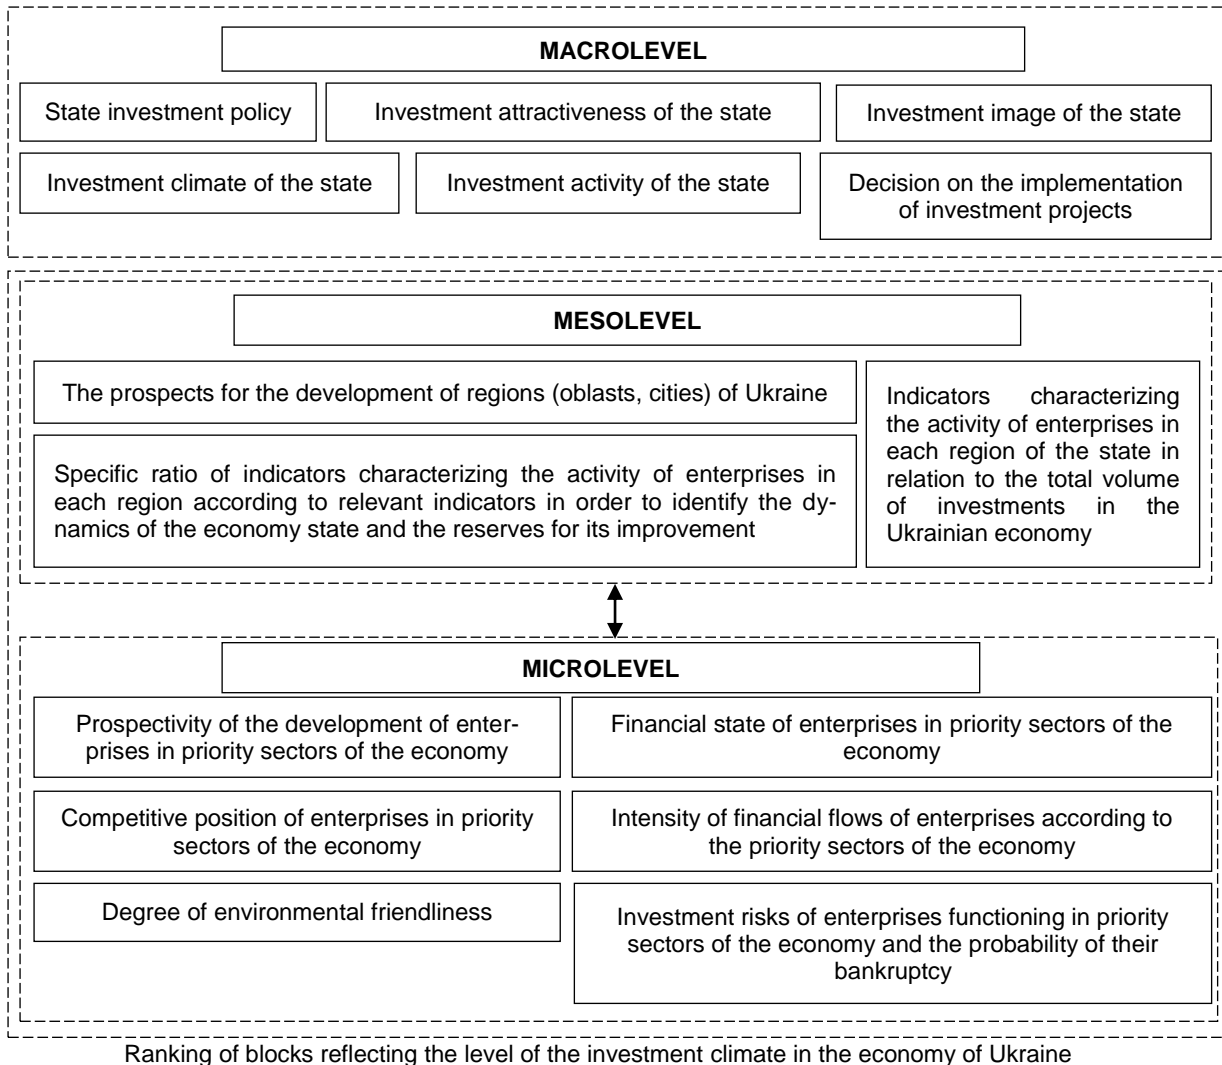 MACROLEVEL
State investment policy
Investment attractiveness of the state
Investment image of the state
Investment climate of the state
Investment activity of the state
Decision on the implementation
of investment projects
MESOLEVEL
The prospects for the development of regions (oblasts, cities) of Ukraine
Specific ratio of indicators characterizing the activity of enterprises in
each region according to relevant indicators in order to identify the dy-
namics of the economy state and the reserves for its improvement
Indicators characterizing
the activity of enterprises in
each region of the state in
relation to the total volume
of investments in the
Ukrainian economy
MICROLEVEL
Prospectivity of the development of enter-
prises in priority sectors of the economy
Financial state of enterprises in priority sectors of the
economy
Competitive position of enterprises in priority
sectors of the economy
Intensity of financial flows of enterprises according to
the priority sectors of the economy
Degree of environmental friendliness
Investment risks of enterprises functioning in priority
sectors of the economy and the probability of their
bankruptcy
Ranking of blocks reflecting the level of the investment climate in the economy of Ukraine